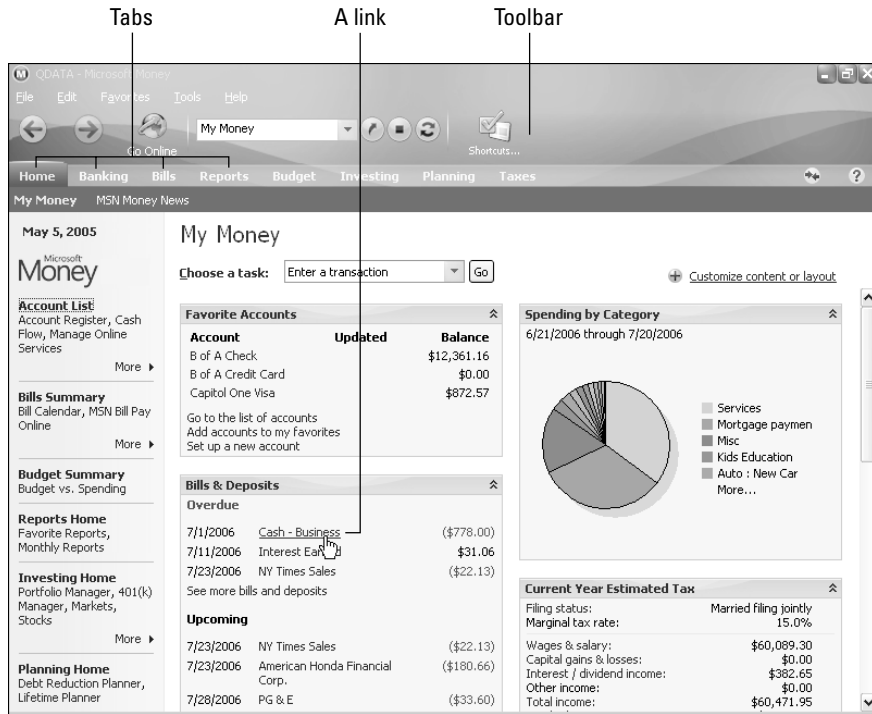 Tabs A link Toolbar
QDATA - Microsoft Money
File Edit Favorites Tools Help
My Money
Go Online
Shortcuts...
Home Banking Bills Reports Budget Investing Planning Taxes
My Money MSN Money News
May 5, 2005
Microsoft
Money
Account List
Account Register, Cash
Flow, Manage Online
Services
More
Bills Summary
Bill Calendar, MSN Bill Pay
Online
More
Budget Summary
Budget vs. Spending
Reports Home
Favorite Reports,
Monthly Reports
Investing Home
Portfolio Manager, 401(k)
Manager, Markets,
Stocks
More
Planning Home
Debt Reduction Planner,
Lifetime Planner
My Money
Choose a task: Enter a transaction Go
Customize content or layout
Favorite Accounts
Account Updated Balance
B of A Check $12,361.16
B of A Credit Card $0.00
Capitol One Visa $872.57
Go to the list of accounts
Add accounts to my favorites
Set up a new account
Bills & Deposits
Overdue
7/1/2006 Cash - Business ($778.00)
7/11/2006 Interest Earned $31.06
7/23/2006 NY Times Sales ($22.13)
See more bills and deposits
Upcoming
7/23/2006 NY Times Sales ($22.13)
7/23/2006 American Honda Financial ($180.66)
Corp.
7/28/2006 PG & E ($33.60)
Spending by Category
6/21/2006 through 7/20/2006
Services
Mortgage paymen
Misc
Kids Education
Auto : New Car
More...
Current Year Estimated Tax
Filing status: Married filing jointly
Marginal tax rate: 15.0%
Wages & salary: $60,089.30
Capital gains & losses: $0.00
Interest / dividend income: $382.65
Other income: $0.00
Total income: $60,471.95